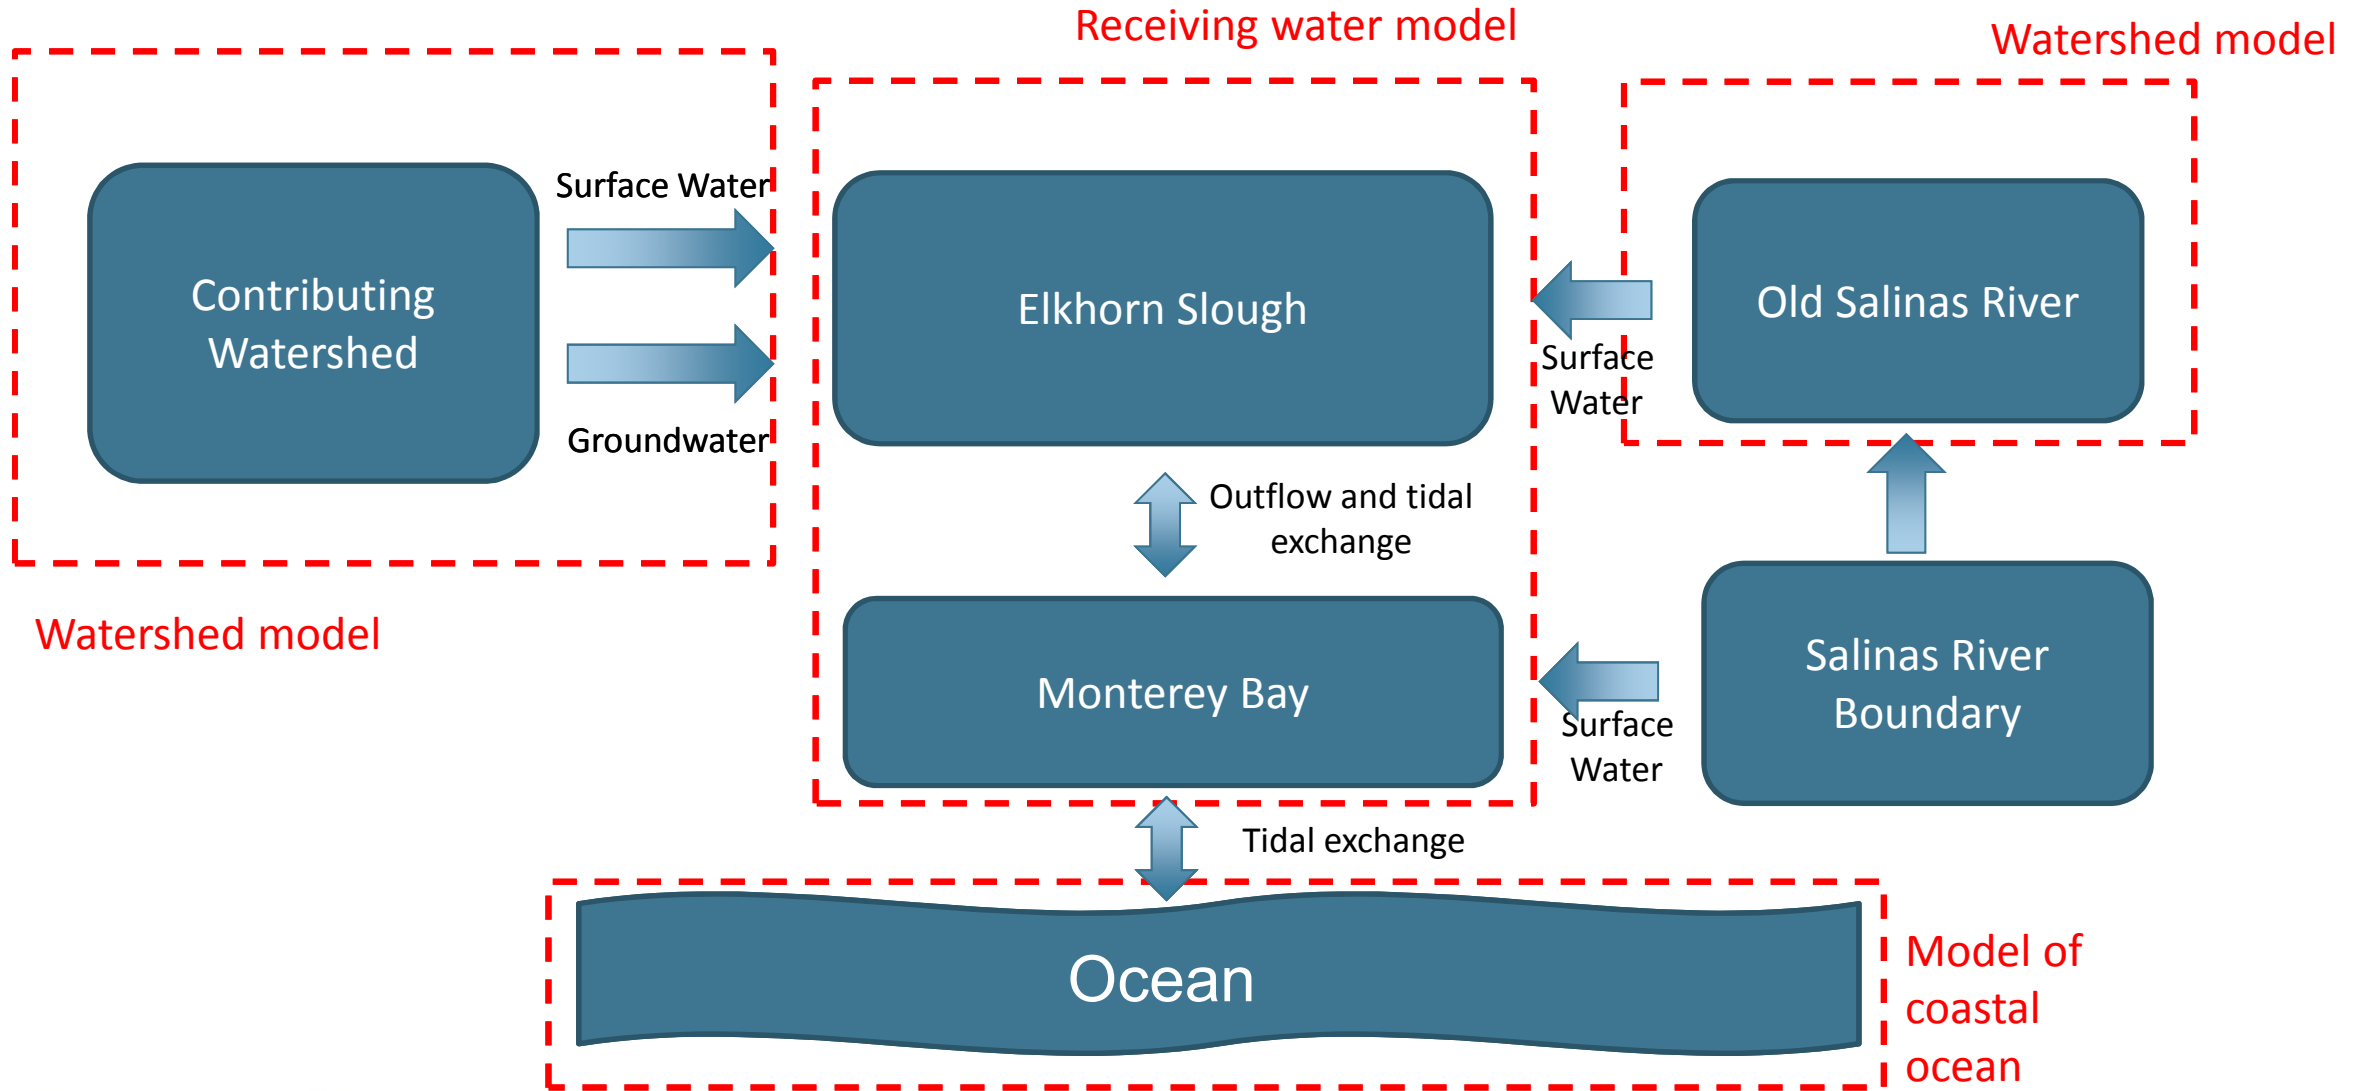 Receiving water model
Watershed model
Surface Water
Contributing
Watershed
Groundwater
Watershed model
Elkhorn Slough
Outflow and tidal
exchange
Monterey Bay
Surface
Water
Old Salinas River
Surface
Water
Salinas River
Boundary
Tidal exchange
Ocean
Model of
coastal
ocean